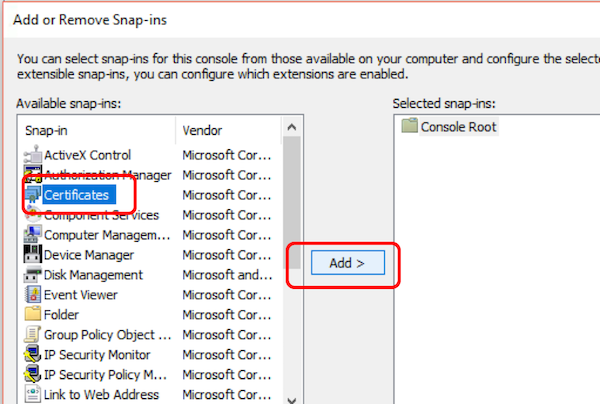 Add or Remove Snap-ins
You can select snap-ins for this console from those available on your computer and configure the selecte
extensible snap-ins, you can configure which extensions are enabled.
Available snap-ins:
Selected snap-ins:
Snap-in Vendor
Console Root
ActiveX Control Microsoft Cor...
Authorization Manager Microsoft Cor...
Certificates Microsoft Cor...
Component Services Microsoft Cor...
Computer Managem... Microsoft Cor...
Device Manager Microsoft Cor...
Add >
Disk Management Microsoft and...
Event Viewer Microsoft Cor...
Folder Microsoft Cor...
Group Policy Object ... Microsoft Cor...
IP Security Monitor Microsoft Cor...
IP Security Policy M... Microsoft Cor...
Link to Web Address Microsoft Cor...